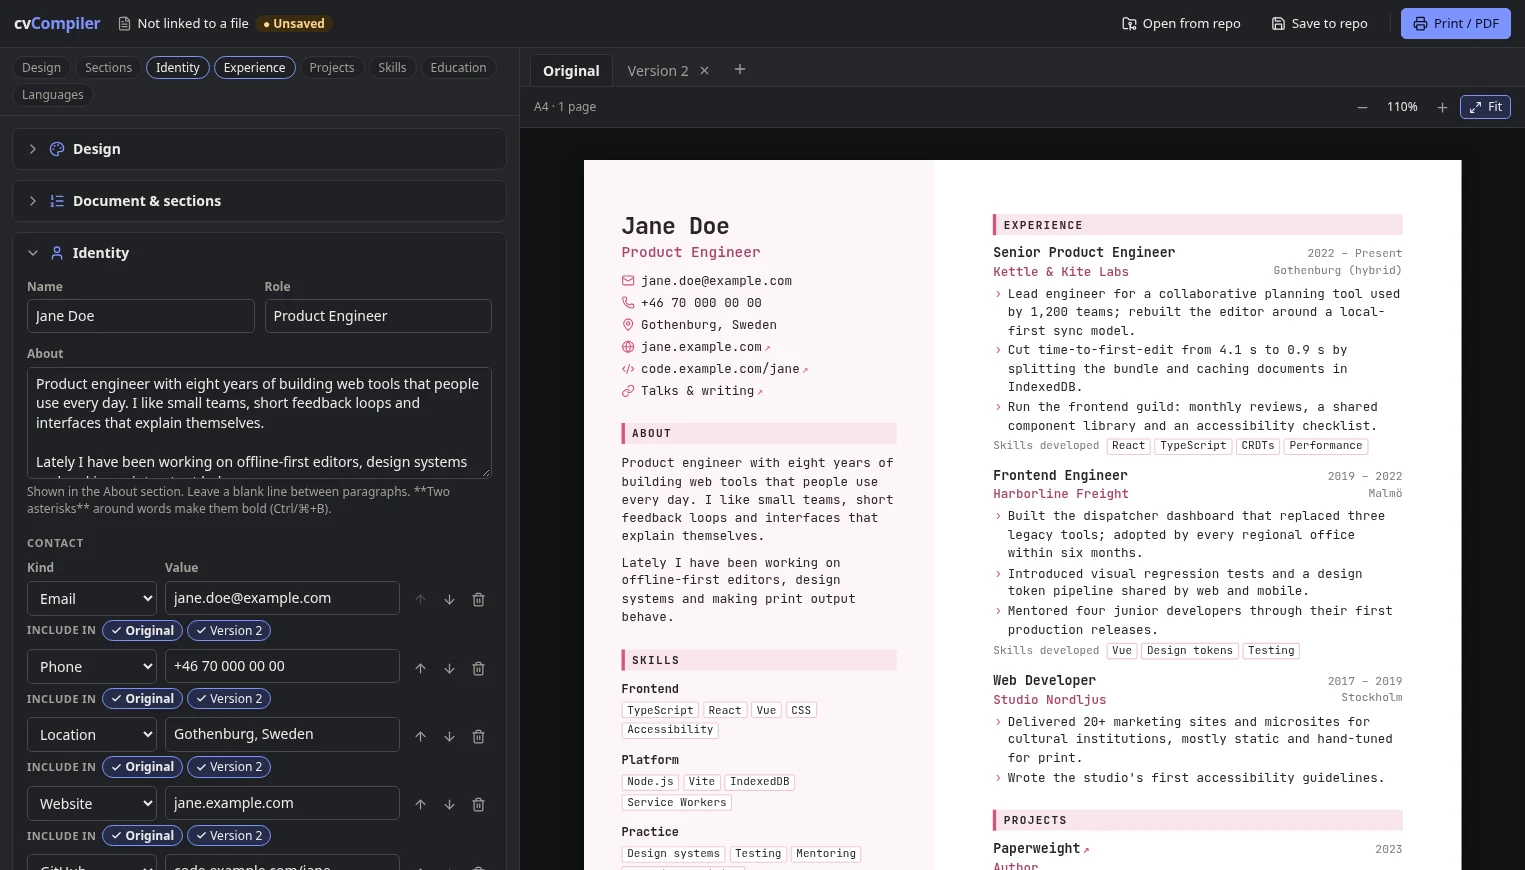 cvCompiler
Not linked to a file
● Unsaved
Open from repo
Save to repo
Print / PDF
Design
Sections
Identity
Experience
Projects
Skills
Education
Languages
Design
Document & sections
Identity
Name
Role
Jane Doe
Product Engineer
About
Product engineer with eight years of building web tools that people
use every day. I like small teams, short feedback loops and
interfaces that explain themselves.
Lately I have been working on offline-first editors, design systems
Shown in the About section. Leave a blank line between paragraphs. **Two
asterisks** around words make them bold (Ctrl/⌘+B).
CONTACT
Kind
Value
Email
jane.doe@example.com
INCLUDE IN ✓ Original ✓ Version 2
Phone
+46 70 000 00 00
INCLUDE IN ✓ Original ✓ Version 2
Location
Gothenburg, Sweden
INCLUDE IN ✓ Original ✓ Version 2
Website
jane.example.com
INCLUDE IN ✓ Original ✓ Version 2
GitHub
code.example.com/jane
Original
Version 2 ×
+
A4 · 1 page
− 110% +
Fit
Jane Doe
Product Engineer
jane.doe@example.com
+46 70 000 00 00
Gothenburg, Sweden
jane.example.com↗
code.example.com/jane↗
Talks & writing↗
ABOUT
Product engineer with eight years of
building web tools that people use
every day. I like small teams, short
feedback loops and interfaces that
explain themselves.
Lately I have been working on
offline-first editors, design
systems and making print output
behave.
SKILLS
Frontend
TypeScript React Vue CSS
Accessibility
Platform
Node.js Vite IndexedDB
Service Workers
Practice
Design systems Testing Mentoring
EXPERIENCE
Senior Product Engineer
2022 – Present
Kettle & Kite Labs
Gothenburg (hybrid)
› Lead engineer for a collaborative planning tool used
by 1,200 teams; rebuilt the editor around a local-
first sync model.
› Cut time-to-first-edit from 4.1 s to 0.9 s by
splitting the bundle and caching documents in
IndexedDB.
› Run the frontend guild: monthly reviews, a shared
component library and an accessibility checklist.
Skills developed React TypeScript CRDTs Performance
Frontend Engineer
2019 – 2022
Harborline Freight
Malmö
› Built the dispatcher dashboard that replaced three
legacy tools; adopted by every regional office
within six months.
› Introduced visual regression tests and a design
token pipeline shared by web and mobile.
› Mentored four junior developers through their first
production releases.
Skills developed Vue Design tokens Testing
Web Developer
2017 – 2019
Studio Nordljus
Stockholm
› Delivered 20+ marketing sites and microsites for
cultural institutions, mostly static and hand-tuned
for print.
› Wrote the studio's first accessibility guidelines.
PROJECTS
Paperweight↗
2023
Author